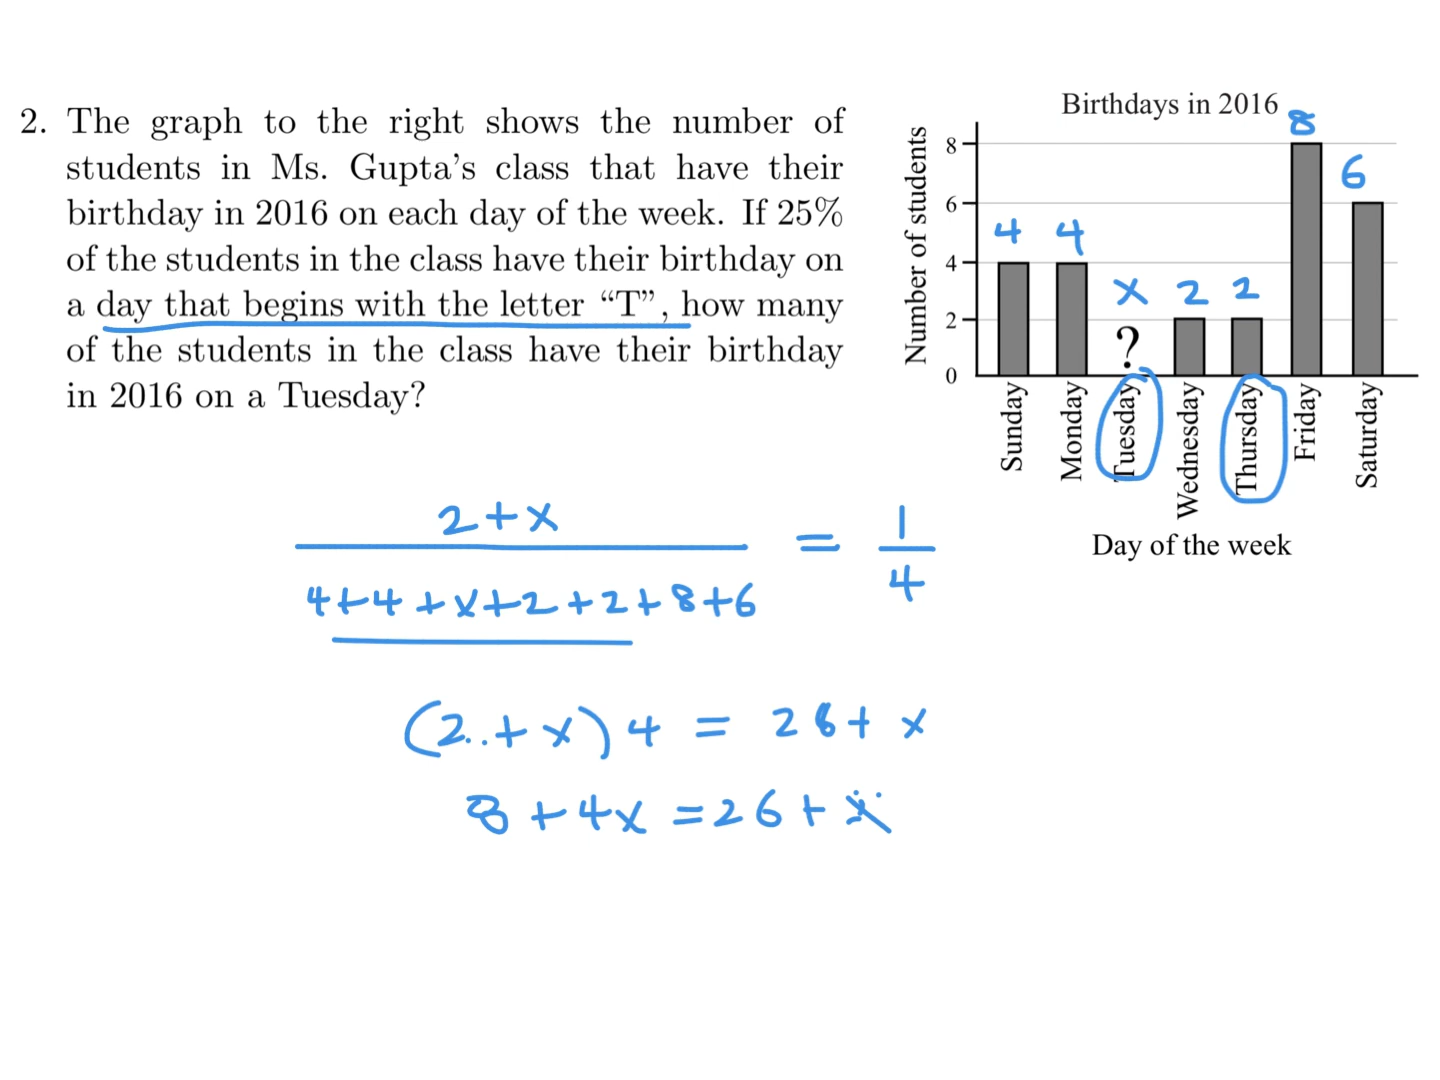 2. The graph to the right shows the number of
students in Ms. Gupta's class that have their
birthday in 2016 on each day of the week. If 25%
of the students in the class have their birthday on
a day that begins with the letter “T”, how many
of the students in the class have their birthday
in 2016 on a Tuesday?
Birthdays in 2016
Number of students
8
6
4
2
0
4 4 x 2 2 8 6
?
Sunday
Monday
Tuesday
Wednesday
Thursday
Friday
Saturday
Day of the week
2+x
4+4+x+2+2+8+6
= 1
4
(2..+x)4 = 26+x
8+4x=26+x